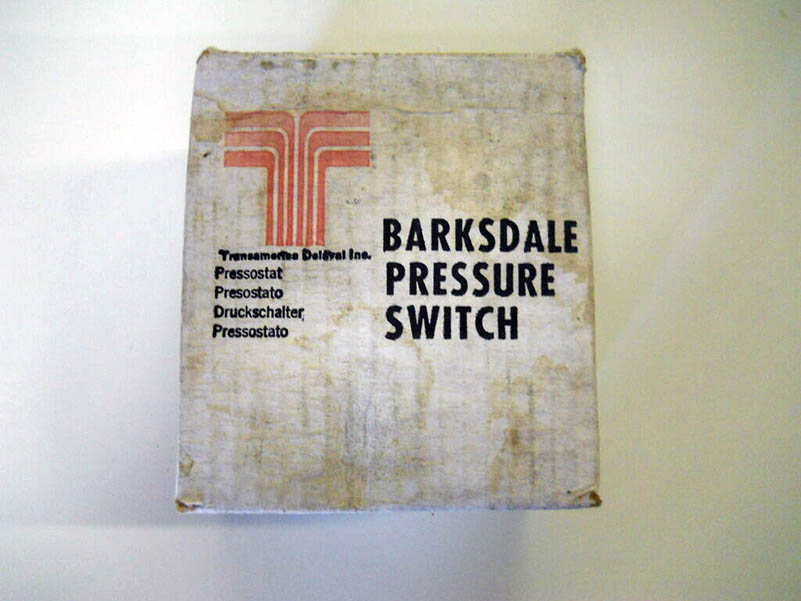 Transamerica Delaval Inc.
Pressostat
Presostato
Druckschalter
Pressostato
BARKSDALE
PRESSURE
SWITCH